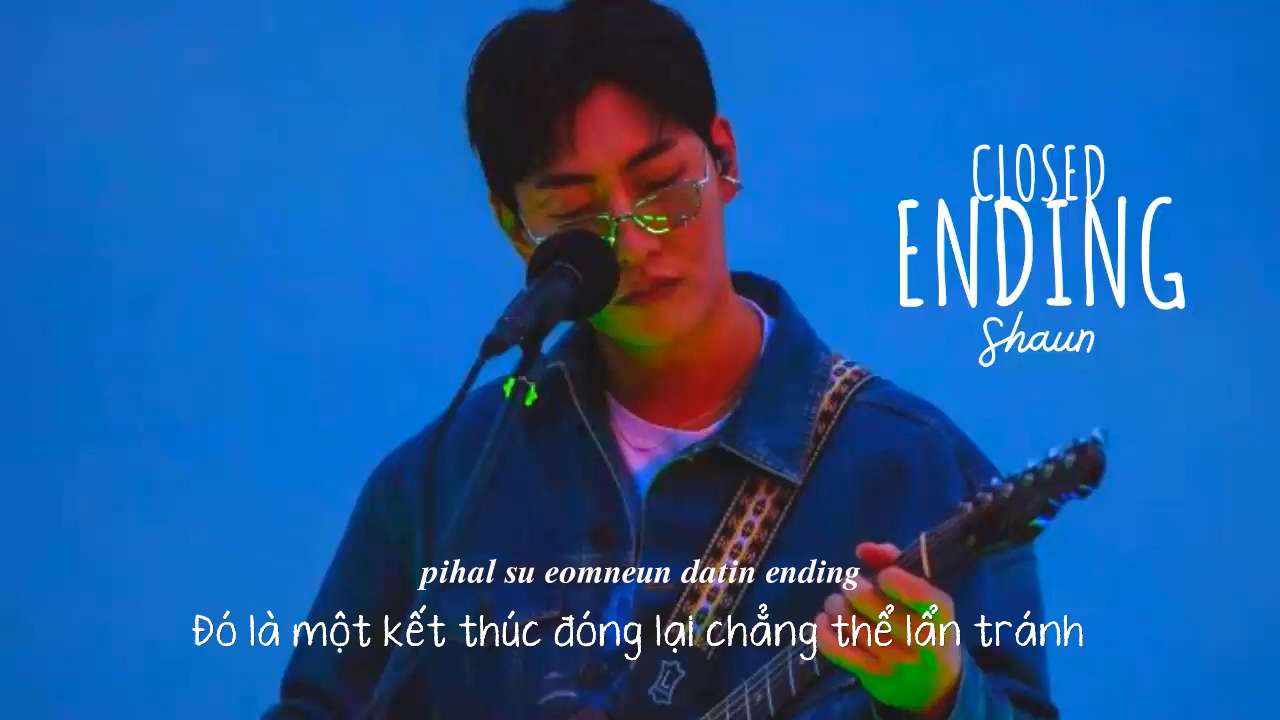 CLOSED
ENDING
Shaun
pihal su eomneun datin ending
Đó là một kết thúc đóng lại chẳng thể lẩn tránh
L